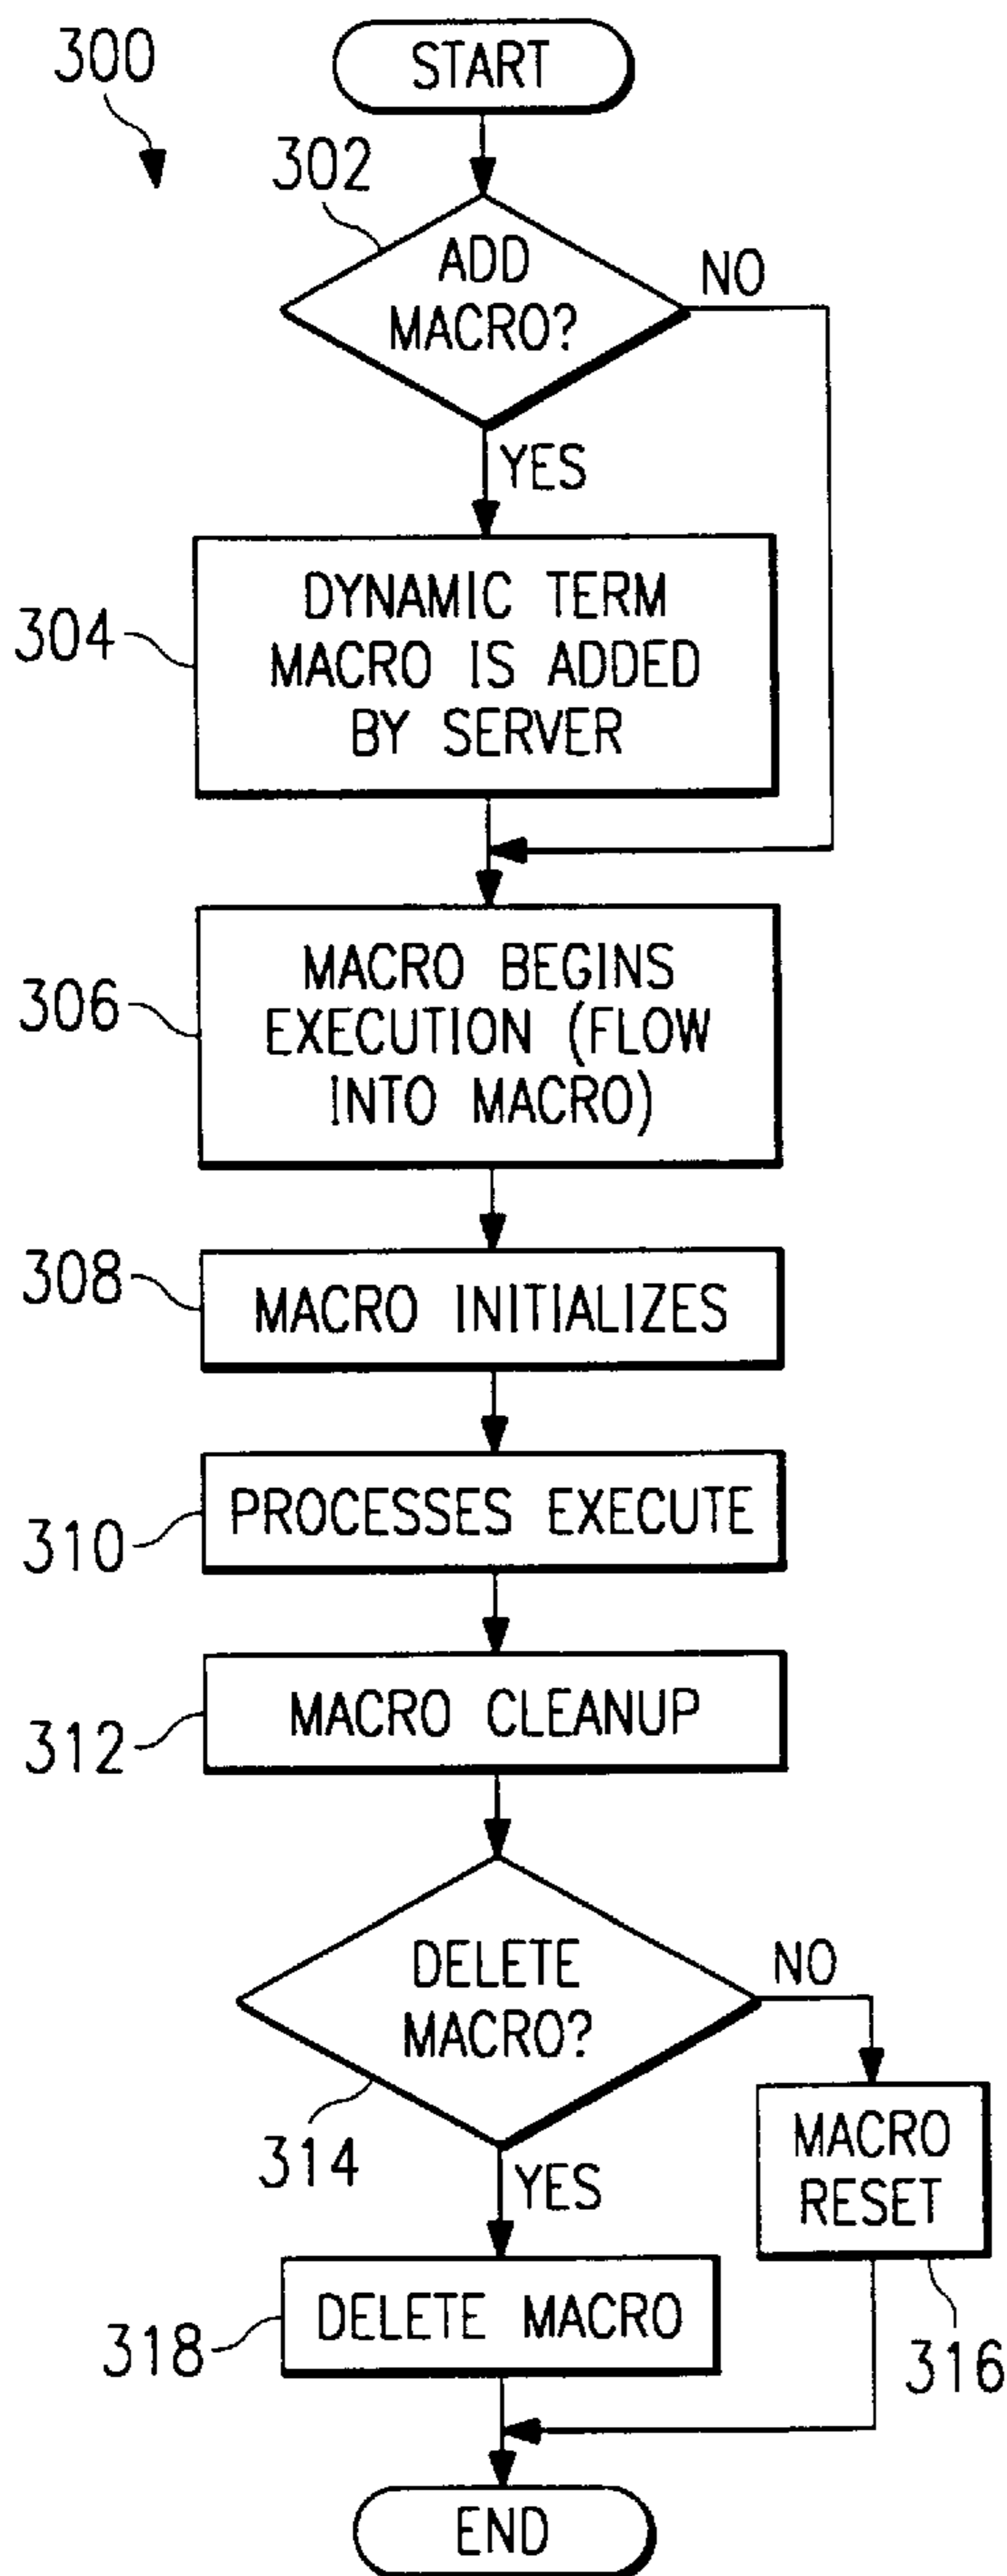 300
START
302
ADD
MACRO?
NO
YES
304
DYNAMIC TERM
MACRO IS ADDED
BY SERVER
306
MACRO BEGINS
EXECUTION (FLOW
INTO MACRO)
308
MACRO INITIALIZES
310
PROCESSES EXECUTE
312
MACRO CLEANUP
DELETE
MACRO?
NO
314
YES
MACRO
RESET
316
318
DELETE MACRO
END